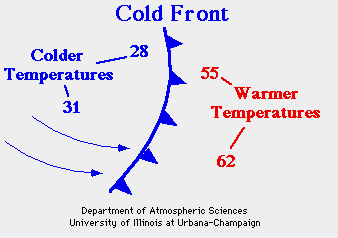 Cold Front
Colder
Temperatures
28
31
55
Warmer
Temperatures
62
Department of Atmospheric Sciences
University of Illinois at Urbana-Champaign